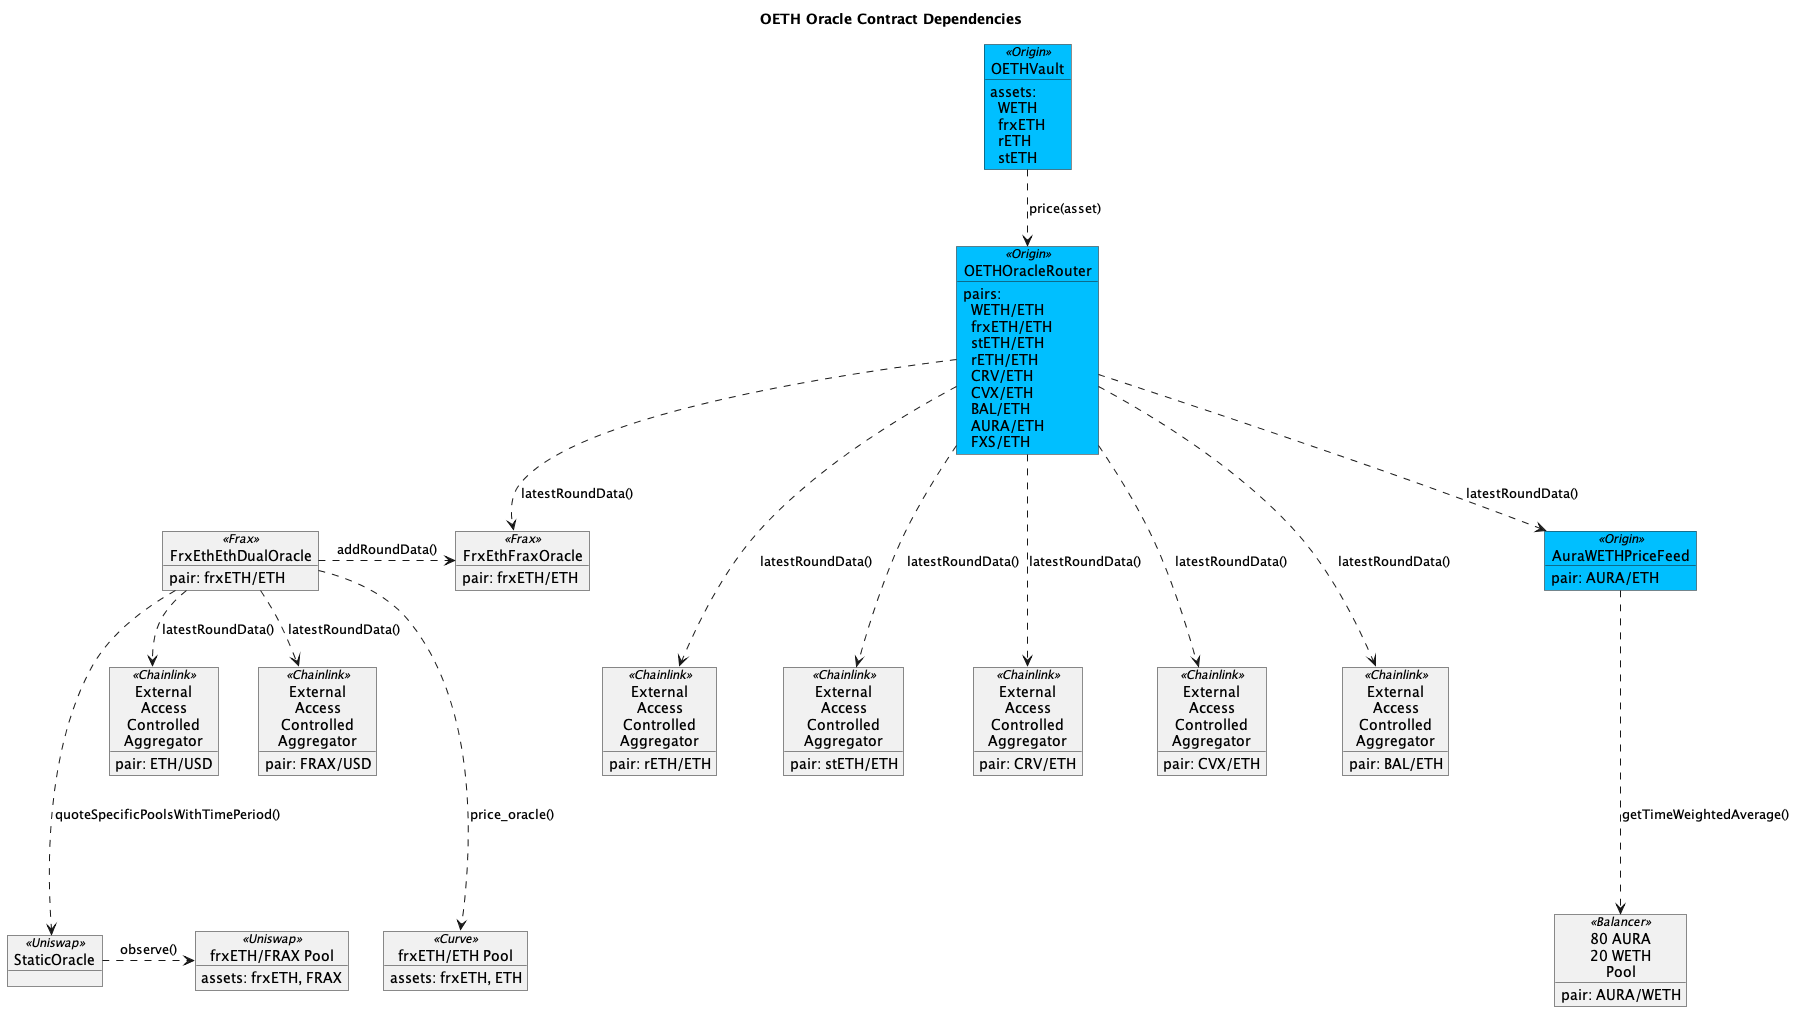 OETH Oracle Contract Dependencies
«Origin»
OETHVault
assets:
WETH
frxETH
rETH
stETH
price(asset)
«Origin»
OETHOracleRouter
pairs:
WETH/ETH
frxETH/ETH
stETH/ETH
rETH/ETH
CRV/ETH
CVX/ETH
BAL/ETH
AURA/ETH
FXS/ETH
latestRoundData()
latestRoundData()
«Frax»
FrxEthEthDualOracle
pair: frxETH/ETH
addRoundData()
«Frax»
FrxEthFraxOracle
pair: frxETH/ETH
latestRoundData()
latestRoundData()
latestRoundData()
latestRoundData()
latestRoundData()
«Origin»
AuraWETHPriceFeed
pair: AURA/ETH
latestRoundData()
latestRoundData()
«Chainlink»
External
Access
Controlled
Aggregator
pair: ETH/USD
«Chainlink»
External
Access
Controlled
Aggregator
pair: FRAX/USD
«Chainlink»
External
Access
Controlled
Aggregator
pair: rETH/ETH
«Chainlink»
External
Access
Controlled
Aggregator
pair: stETH/ETH
«Chainlink»
External
Access
Controlled
Aggregator
pair: CRV/ETH
«Chainlink»
External
Access
Controlled
Aggregator
pair: CVX/ETH
«Chainlink»
External
Access
Controlled
Aggregator
pair: BAL/ETH
quoteSpecificPoolsWithTimePeriod()
price_oracle()
getTimeWeightedAverage()
«Uniswap»
StaticOracle
observe()
«Uniswap»
frxETH/FRAX Pool
assets: frxETH, FRAX
«Curve»
frxETH/ETH Pool
assets: frxETH, ETH
«Balancer»
80 AURA
20 WETH
Pool
pair: AURA/WETH